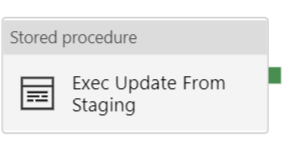 Stored procedure
Exec Update From
Staging